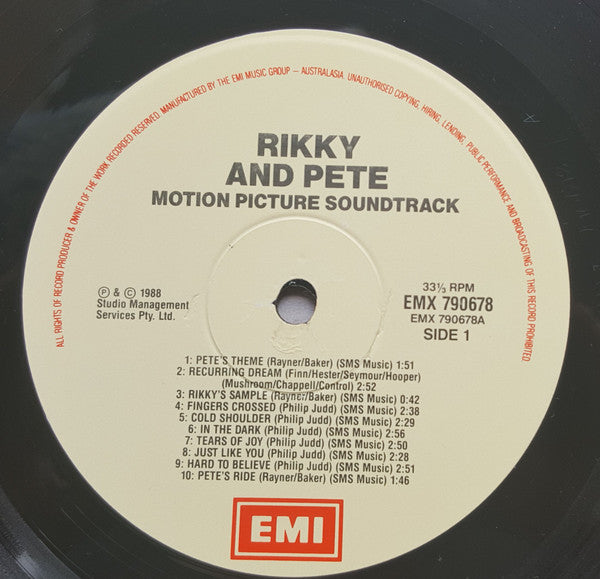 ALL RIGHTS OF RECORD PRODUCER & OWNER OF THE WORK RECORDED RESERVED. MANUFACTURED BY THE EMI MUSIC GROUP – AUSTRALASIA. UNAUTHORISED COPYING, HIRING, LENDING, PUBLIC PERFORMANCE AND BROADCASTING OF THIS RECORD PROHIBITED.
RIKKY
AND PETE
MOTION PICTURE SOUNDTRACK
℗ & © 1988
Studio Management
Services Pty. Ltd.
33⅓ RPM
EMX 790678
EMX 790678A
SIDE 1
1: PETE'S THEME (Rayner/Baker) (SMS Music) 1:51
2: RECURRING DREAM (Finn/Hester/Seymour/Hooper)
(Mushroom/Chappell/Control) 2:52
3: RIKKY'S SAMPLE (Rayner/Baker) (SMS Music) 0:42
4: FINGERS CROSSED (Philip Judd) (SMS Music) 2:38
5: COLD SHOULDER (Philip Judd) (SMS Music) 2:29
6: IN THE DARK (Philip Judd) (SMS Music) 2:56
7: TEARS OF JOY (Philip Judd) (SMS Music) 2:50
8: JUST LIKE YOU (Philip Judd) (SMS Music) 2:28
9: HARD TO BELIEVE (Philip Judd) (SMS Music) 2:51
10: PETE'S RIDE (Rayner/Baker) (SMS Music) 1:46
EMI